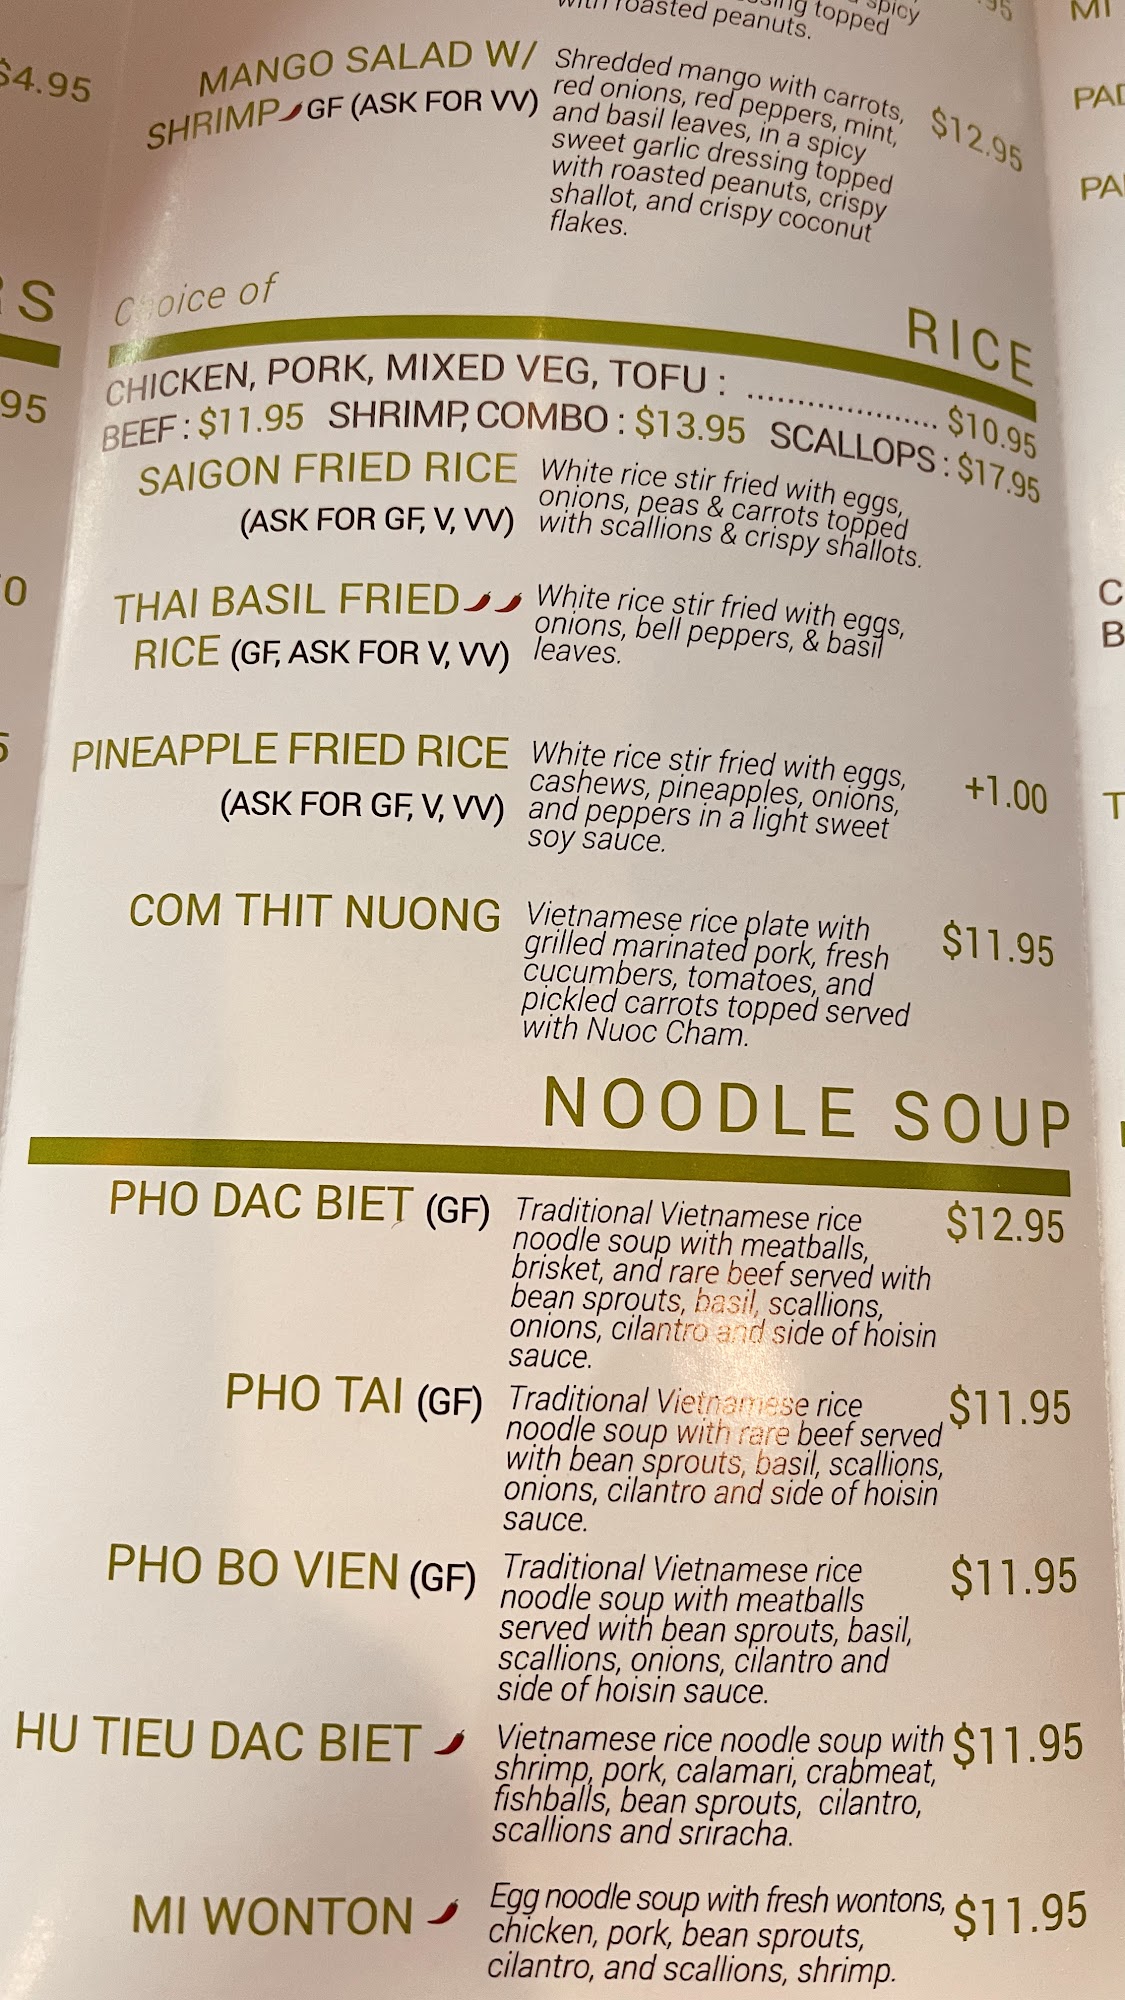 spicy
sing topped
with roasted peanuts.
MANGO SALAD W/
SHRIMP GF (ASK FOR VV)
Shredded mango with carrots,
red onions, red peppers, mint,
and basil leaves, in a spicy
sweet garlic dressing topped
with roasted peanuts, crispy
shallot, and crispy coconut
flakes.
$12.95
Choice of
RICE
CHICKEN, PORK, MIXED VEG, TOFU : .................... $10.95
BEEF : $11.95 SHRIMP, COMBO : $13.95 SCALLOPS : $17.95
SAIGON FRIED RICE
(ASK FOR GF, V, VV)
White rice stir fried with eggs,
onions, peas & carrots topped
with scallions & crispy shallots.
THAI BASIL FRIED
RICE (GF, ASK FOR V, VV)
White rice stir fried with eggs,
onions, bell peppers, & basil
leaves.
PINEAPPLE FRIED RICE
(ASK FOR GF, V, VV)
White rice stir fried with eggs,
cashews, pineapples, onions,
and peppers in a light sweet
soy sauce.
+1.00
COM THIT NUONG
Vietnamese rice plate with
grilled marinated pork, fresh
cucumbers, tomatoes, and
pickled carrots topped served
with Nuoc Cham.
$11.95
NOODLE SOUP
PHO DAC BIET (GF)
Traditional Vietnamese rice
noodle soup with meatballs,
brisket, and rare beef served with
bean sprouts, basil, scallions,
onions, cilantro and side of hoisin
sauce.
$12.95
PHO TAI (GF)
Traditional Vietnamese rice
noodle soup with rare beef served
with bean sprouts, basil, scallions,
onions, cilantro and side of hoisin
sauce.
$11.95
PHO BO VIEN (GF)
Traditional Vietnamese rice
noodle soup with meatballs
served with bean sprouts, basil,
scallions, onions, cilantro and
side of hoisin sauce.
$11.95
HU TIEU DAC BIET
Vietnamese rice noodle soup with
shrimp, pork, calamari, crabmeat,
fishballs, bean sprouts, cilantro,
scallions and sriracha.
$11.95
MI WONTON
Egg noodle soup with fresh wontons,
chicken, pork, bean sprouts,
cilantro, and scallions, shrimp.
$11.95
$4.95